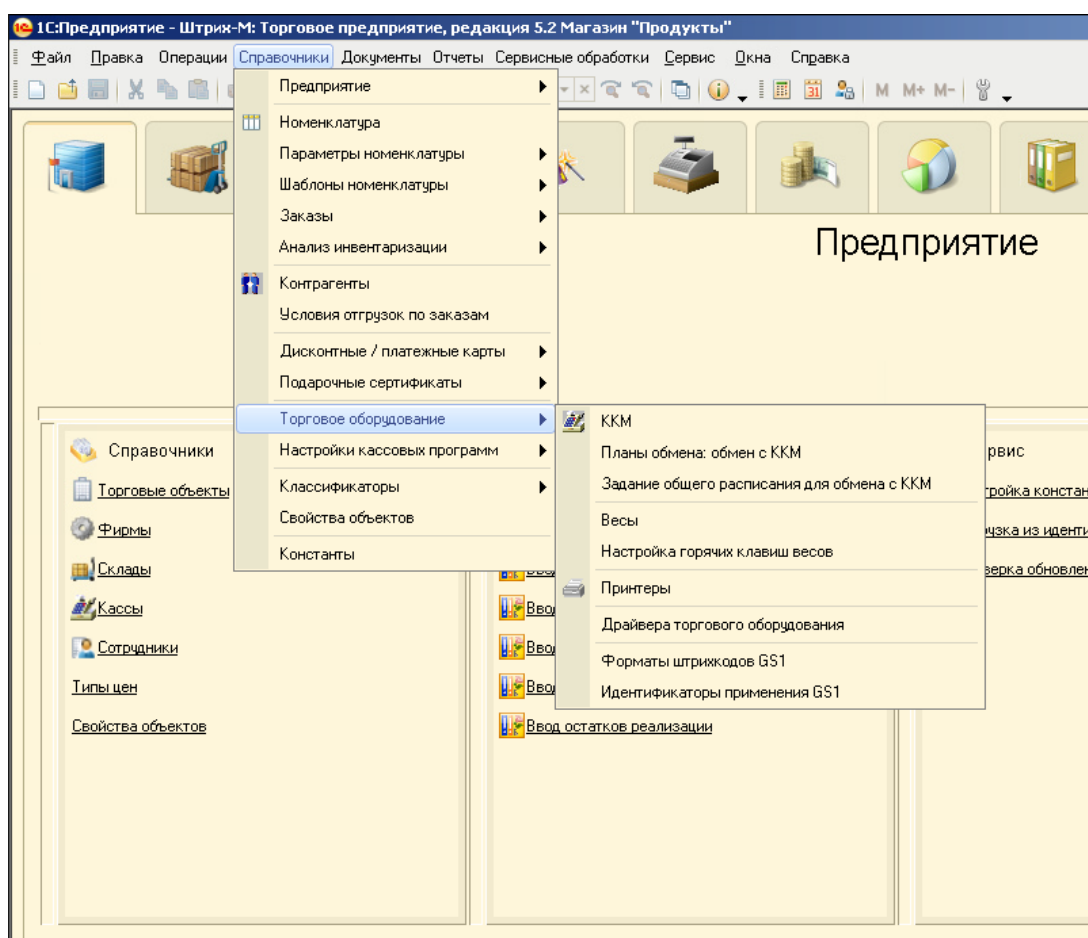 1С:Предприятие - Штрих-М: Торговое предприятие, редакция 5.2 Магазин "Продукты"
Файл Правка Операции Справочники Документы Отчеты Сервисные обработки Сервис Окна Справка
M M+ M-
Предприятие
Номенклатура
Параметры номенклатуры
Шаблоны номенклатуры
Заказы
Анализ инвентаризации
Контрагенты
Условия отгрузок по заказам
Дисконтные / платежные карты
Подарочные сертификаты
Торговое оборудование
Настройки кассовых программ
Классификаторы
Свойства объектов
Константы
ККМ
Планы обмена: обмен с ККМ
Задание общего расписания для обмена с ККМ
Весы
Настройка горячих клавиш весов
Принтеры
Драйвера торгового оборудования
Форматы штрихкодов GS1
Идентификаторы применения GS1
Предприятие
Справочники
Торговые объекты
Фирмы
Склады
Кассы
Сотрудники
Типы цен
Свойства объектов
Ввод остатков реализации